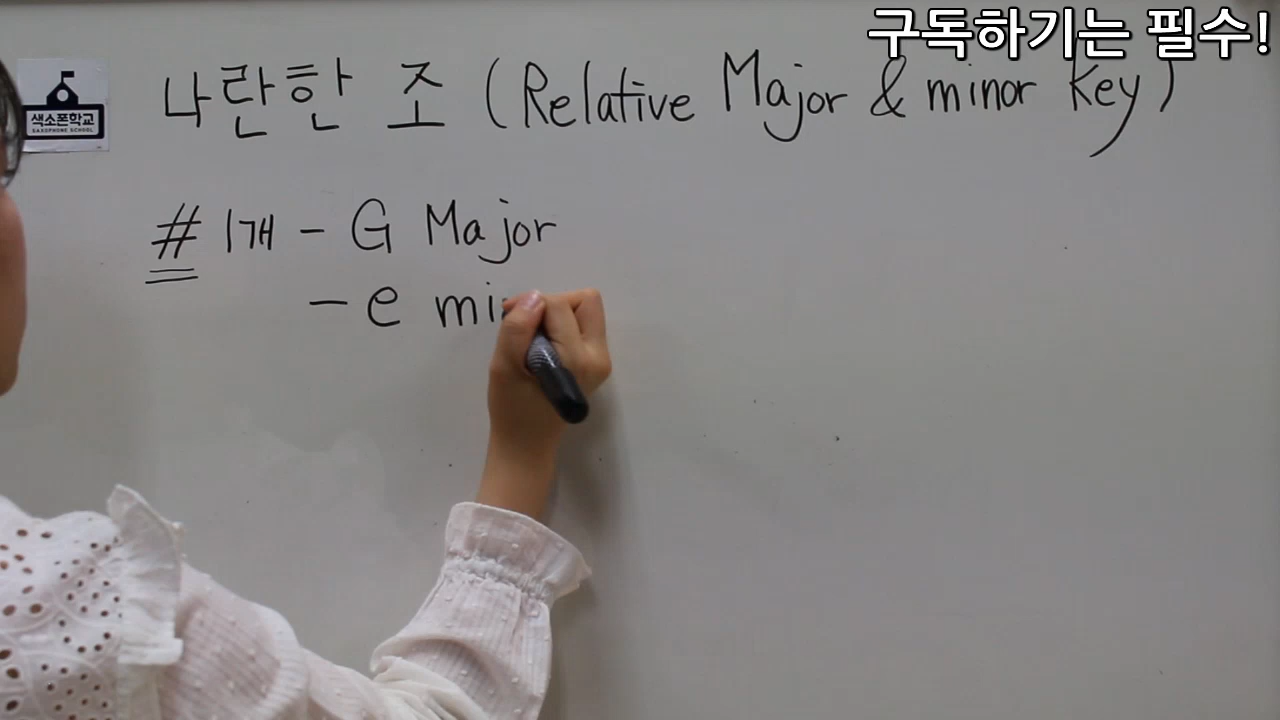 구독하기는 필수!
색소폰학교
SAXOPHONE SCHOOL
나란한 조 (Relative Major & minor key)
# 1개 - G Major
- e mi